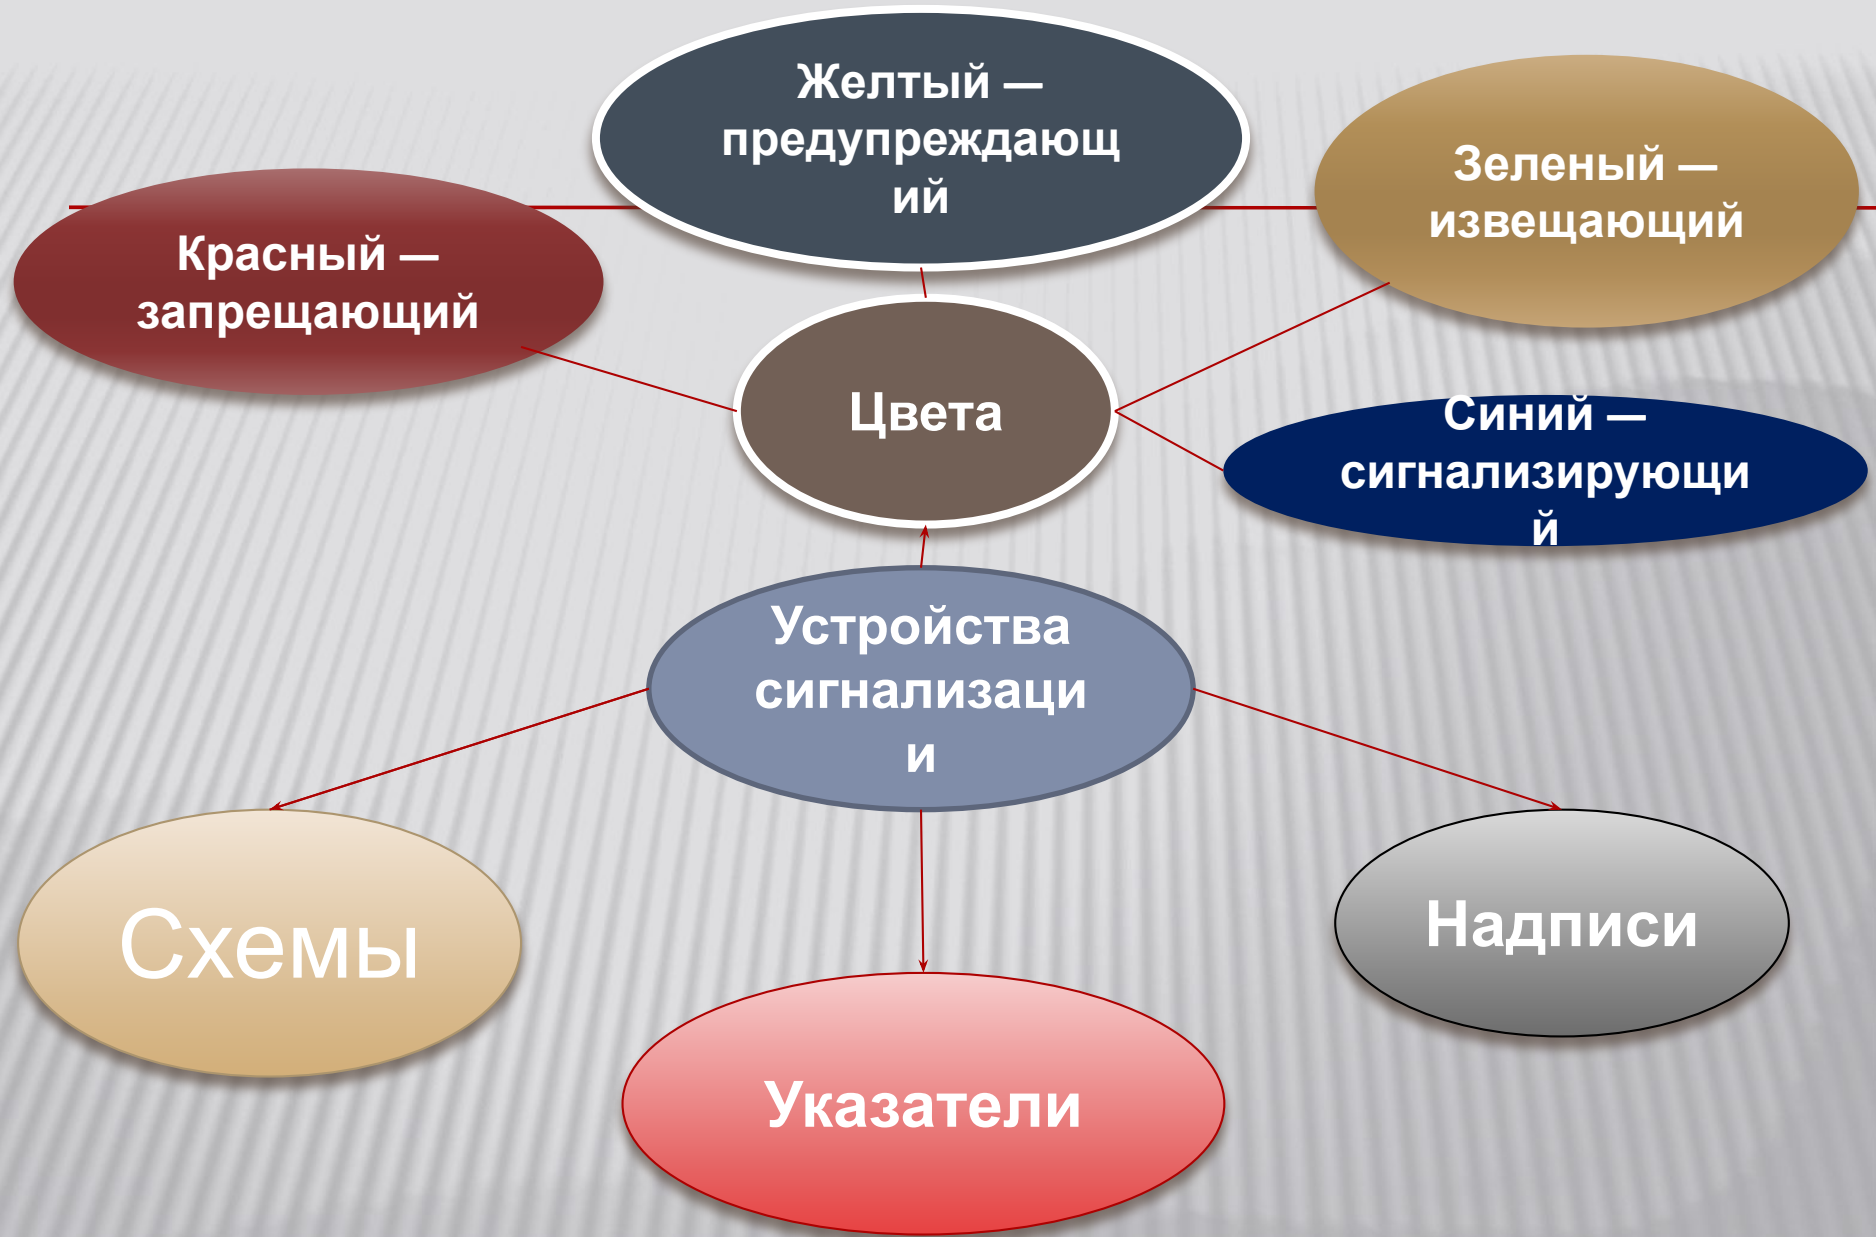 Желтый —
предупреждающ
ий
Зеленый —
извещающий
Красный —
запрещающий
Цвета
Синий —
сигнализирующи
й
Устройства
сигнализаци
и
Схемы
Надписи
Указатели